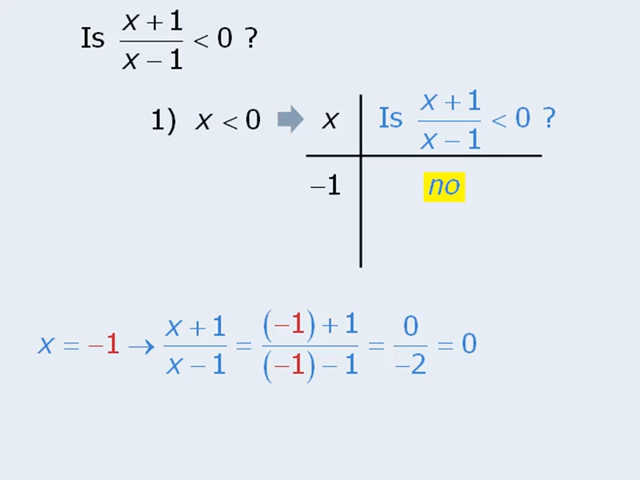 Is (x + 1)/(x − 1) < 0 ?
1) x < 0 ➡ x | Is (x + 1)/(x − 1) < 0 ?
−1 | no
x = −1 → (x + 1)/(x − 1) = ((−1) + 1)/((−1) − 1) = 0/−2 = 0